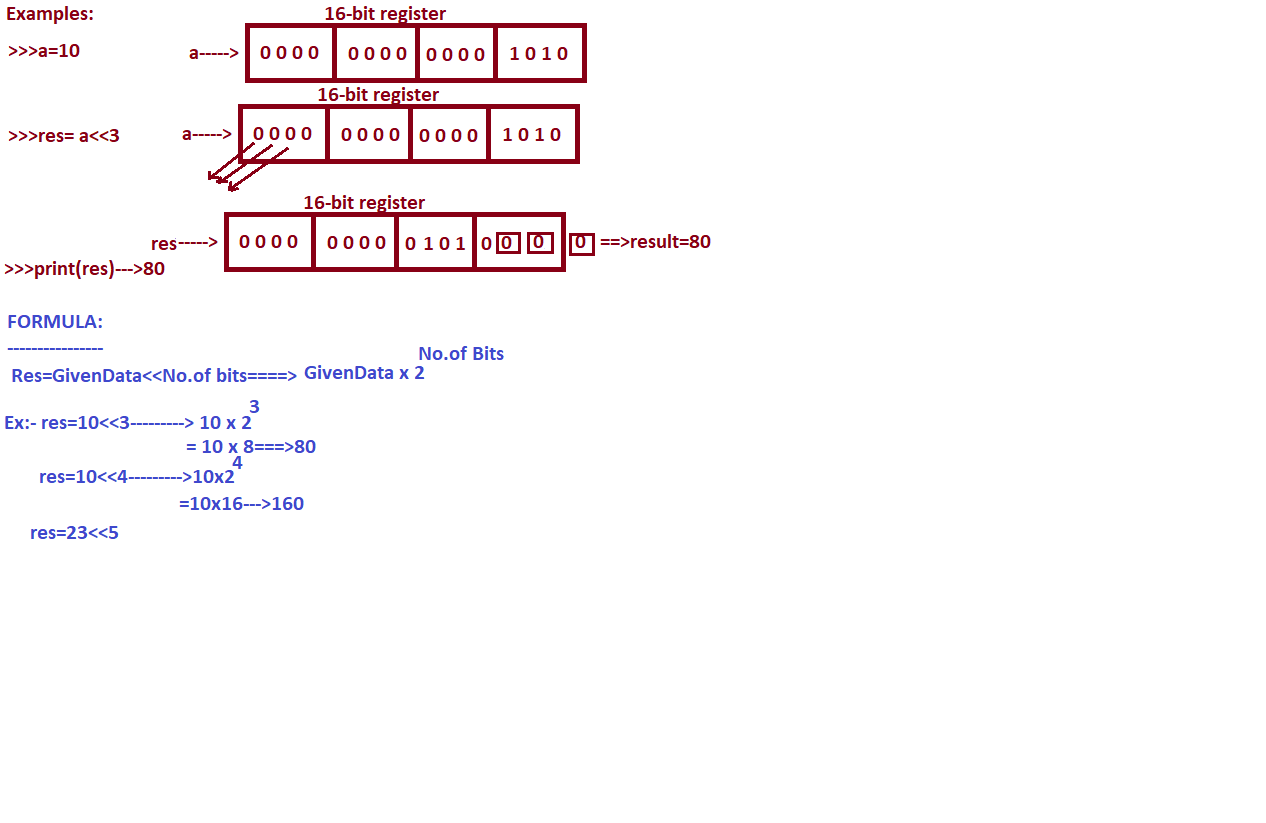 Examples:
16-bit register
>>>a=10 a-----> 0 0 0 0 0 0 0 0 0 0 0 0 1 0 1 0
16-bit register
>>>res= a<<3 a-----> 0 0 0 0 0 0 0 0 0 0 0 0 1 0 1 0
16-bit register
res-----> 0 0 0 0 0 0 0 0 0 1 0 1 0 0 0 0 ==>result=80
>>>print(res)--->80
FORMULA:
----------------
No.of Bits
Res=GivenData<<No.of bits====> GivenData x 2
3
Ex:- res=10<<3---------> 10 x 2
= 10 x 8===>80
4
res=10<<4--------->10x2
=10x16--->160
res=23<<5